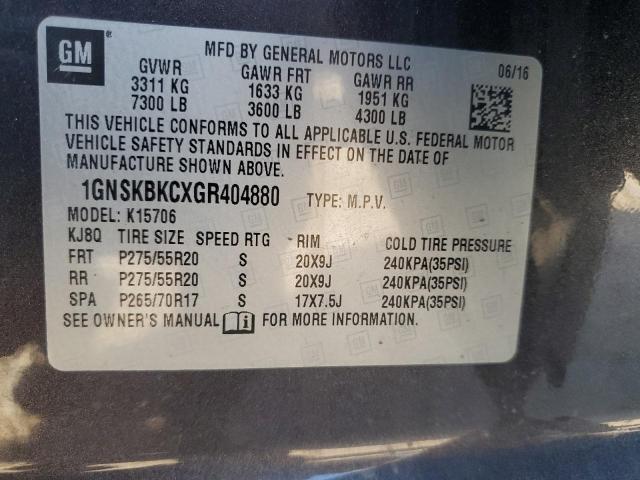 GM ®
MFD BY GENERAL MOTORS LLC
06/16
GVWR GAWR FRT GAWR RR
3311 KG 1633 KG 1951 KG
7300 LB 3600 LB 4300 LB
THIS VEHICLE CONFORMS TO ALL APPLICABLE U.S. FEDERAL MOTOR
VEHICLE SAFETY STANDARDS IN EFFECT ON THE DATE OF
MANUFACTURE SHOWN ABOVE.
1GNSKBKCXGR404880 TYPE: M.P.V.
MODEL: K15706
KJ8Q TIRE SIZE SPEED RTG RIM COLD TIRE PRESSURE
FRT P275/55R20 S 20X9J 240KPA(35PSI)
RR P275/55R20 S 20X9J 240KPA(35PSI)
SPA P265/70R17 S 17X7.5J 240KPA(35PSI)
SEE OWNER'S MANUAL FOR MORE INFORMATION.